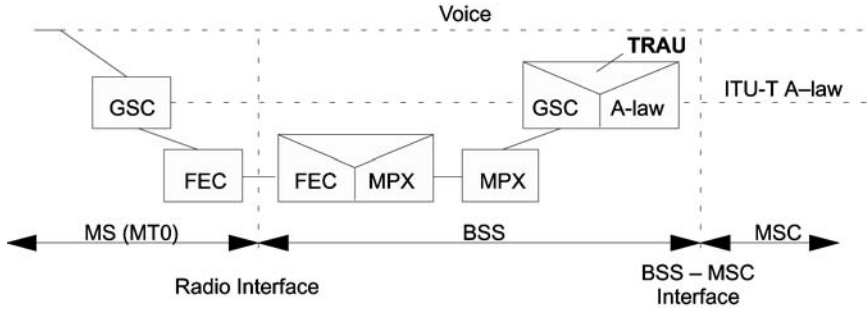 Voice
TRAU
ITU-T A–law
GSC
GSC
A-law
FEC
FEC
MPX
MPX
MS (MT0)
BSS
MSC
Radio Interface
BSS – MSC
Interface